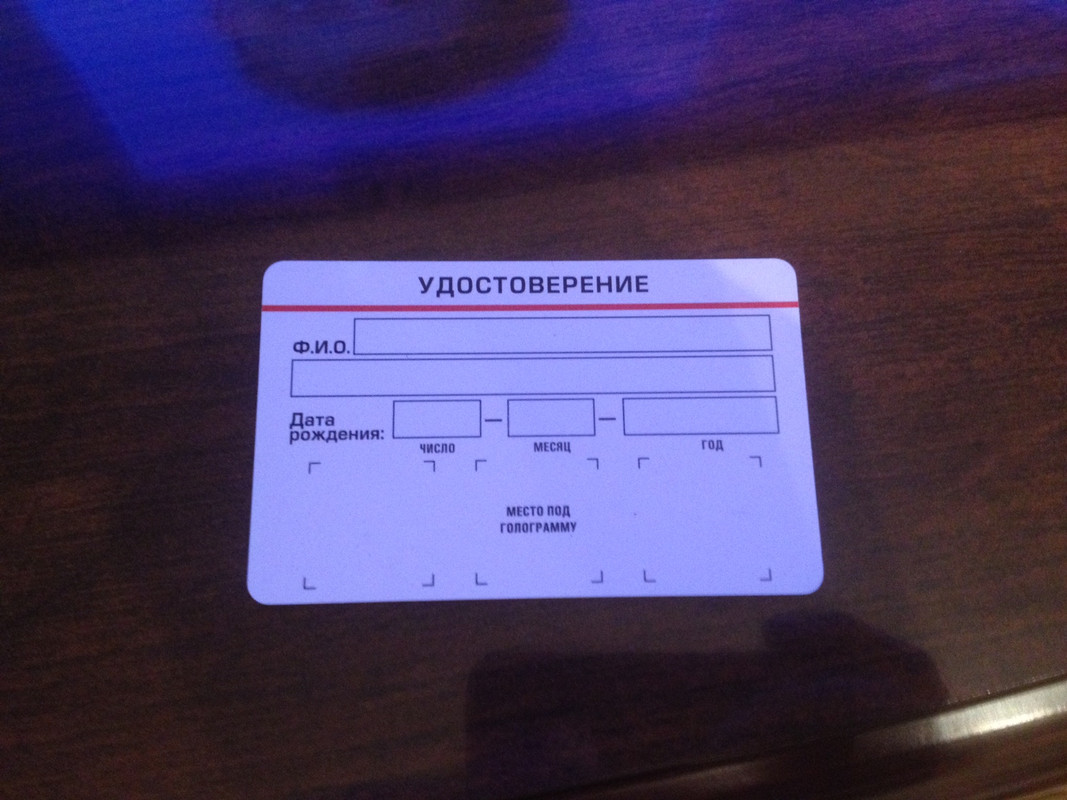 УДОСТОВЕРЕНИЕ
Ф.И.О.
Дата
рождения:
— —
ЧИСЛО МЕСЯЦ ГОД
МЕСТО ПОД
ГОЛОГРАММУ